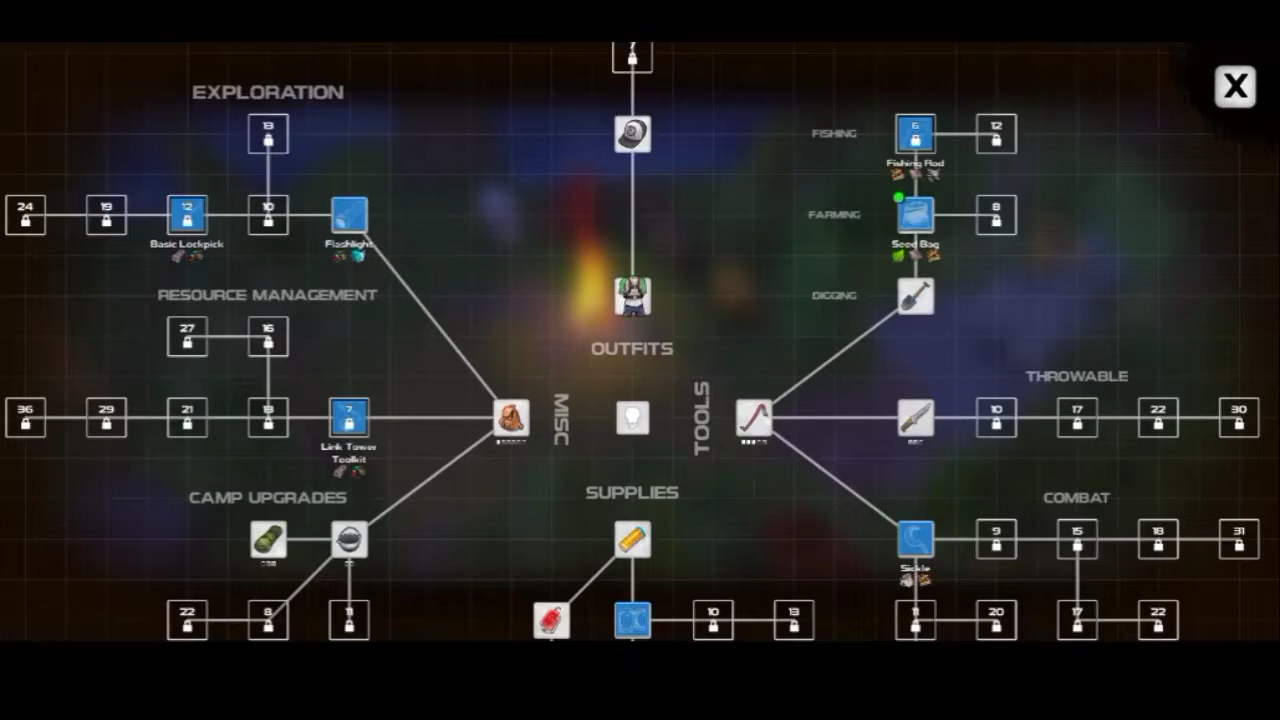 7
X
EXPLORATION
13
FISHING
6
12
Fishing Rod
24
19
12
10
FARMING
8
Basic Lockpick
Flashlight
Seed Bag
RESOURCE MANAGEMENT
DIGGING
27
16
OUTFITS
THROWABLE
36
29
21
18
7
MISC
TOOLS
10
17
22
30
Link Tower
Toolkit
CAMP UPGRADES
SUPPLIES
COMBAT
9
15
18
31
Sickle
22
8
11
10
13
11
20
17
22